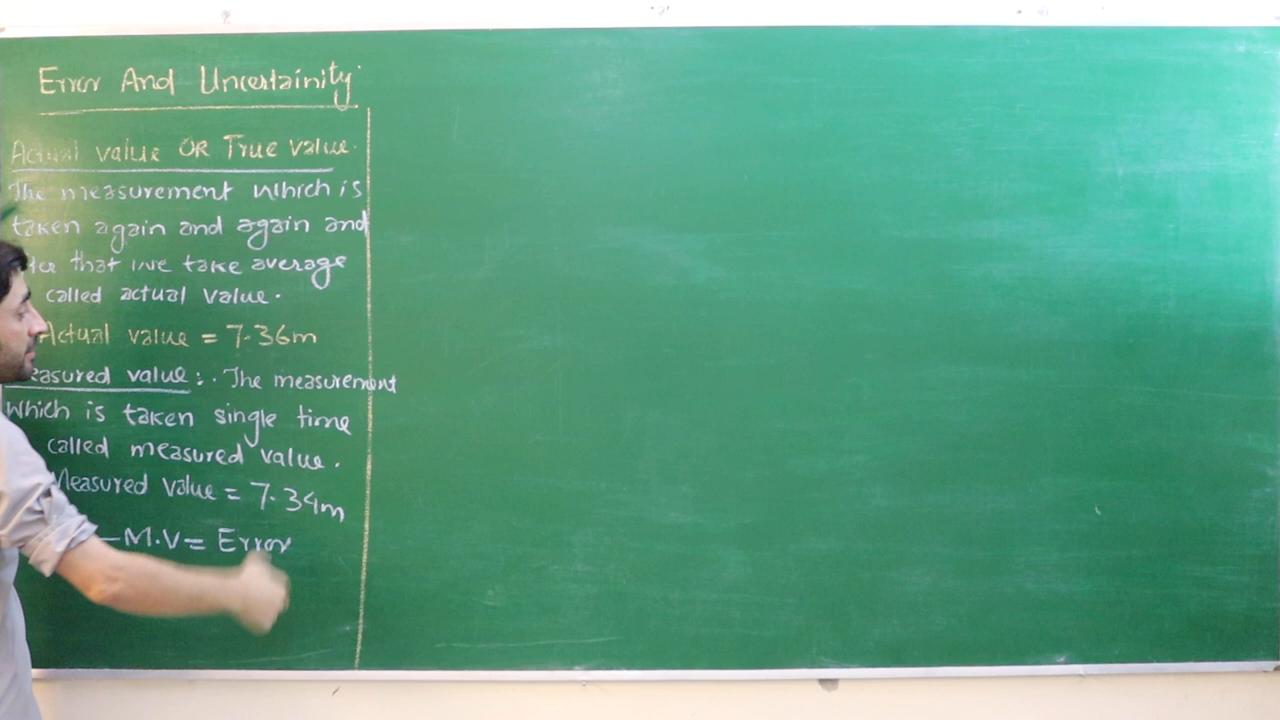 Error And Uncertainity
Actual value OR True value.
The measurement which is
taken again and again and
that we take average
called actual value.
Actual value = 7.36m
easured value :. The measurement
which is taken single time
called measured value.
Measured value = 7.34m
- M.V = Error